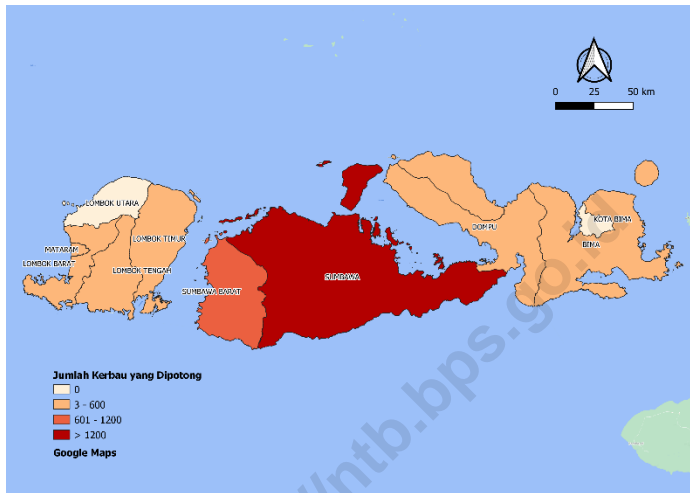 0 25 50 km
LOMBOK UTARA
MATARAM
LOMBOK TIMUR
LOMBOK BARAT
LOMBOK TENGAH
SUMBAWA BARAT
SUMBAWA
DOMPU
KOTA BIMA
BIMA
Jumlah Kerbau yang Dipotong
0
3 - 600
601 - 1200
> 1200
Google Maps
//ntb.bps.go.id